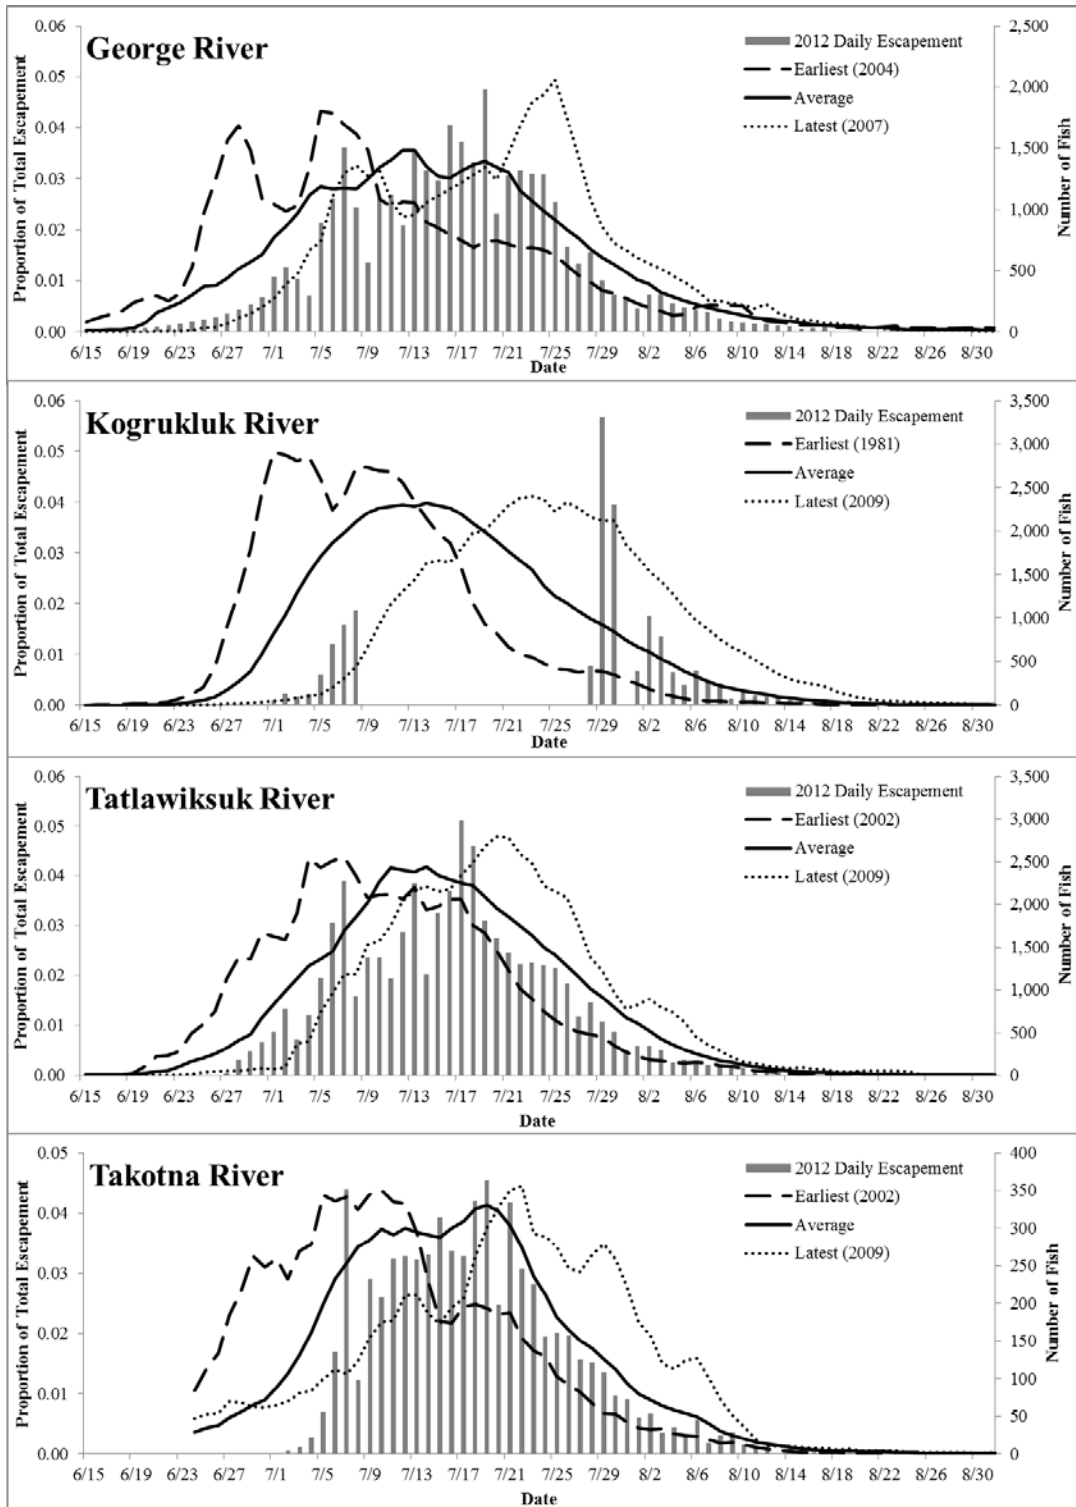 George River
2012 Daily Escapement
Earliest (2004)
Average
Latest (2007)
Proportion of Total Escapement
0.06
0.05
0.04
0.03
0.02
0.01
0.00
2,500
2,000
1,500
1,000
500
0
Number of Fish
6/15 6/19 6/23 6/27 7/1 7/5 7/9 7/13 7/17 7/21 7/25 7/29 8/2 8/6 8/10 8/14 8/18 8/22 8/26 8/30
Date
Kogrukluk River
2012 Daily Escapement
Earliest (1981)
Average
Latest (2009)
Proportion of Total Escapement
0.06
0.05
0.04
0.03
0.02
0.01
0.00
3,500
3,000
2,500
2,000
1,500
1,000
500
0
Number of Fish
6/15 6/19 6/23 6/27 7/1 7/5 7/9 7/13 7/17 7/21 7/25 7/29 8/2 8/6 8/10 8/14 8/18 8/22 8/26 8/30
Date
Tatlawiksuk River
2012 Daily Escapement
Earliest (2002)
Average
Latest (2009)
Proportion of Total Escapement
0.06
0.05
0.04
0.03
0.02
0.01
0.00
3,500
3,000
2,500
2,000
1,500
1,000
500
0
Number of Fish
6/15 6/19 6/23 6/27 7/1 7/5 7/9 7/13 7/17 7/21 7/25 7/29 8/2 8/6 8/10 8/14 8/18 8/22 8/26 8/30
Date
Takotna River
2012 Daily Escapement
Earliest (2002)
Average
Latest (2009)
Proportion of Total Escapement
0.05
0.04
0.03
0.02
0.01
0.00
400
350
300
250
200
150
100
50
0
Number of Fish
6/15 6/19 6/23 6/27 7/1 7/5 7/9 7/13 7/17 7/21 7/25 7/29 8/2 8/6 8/10 8/14 8/18 8/22 8/26 8/30
Date